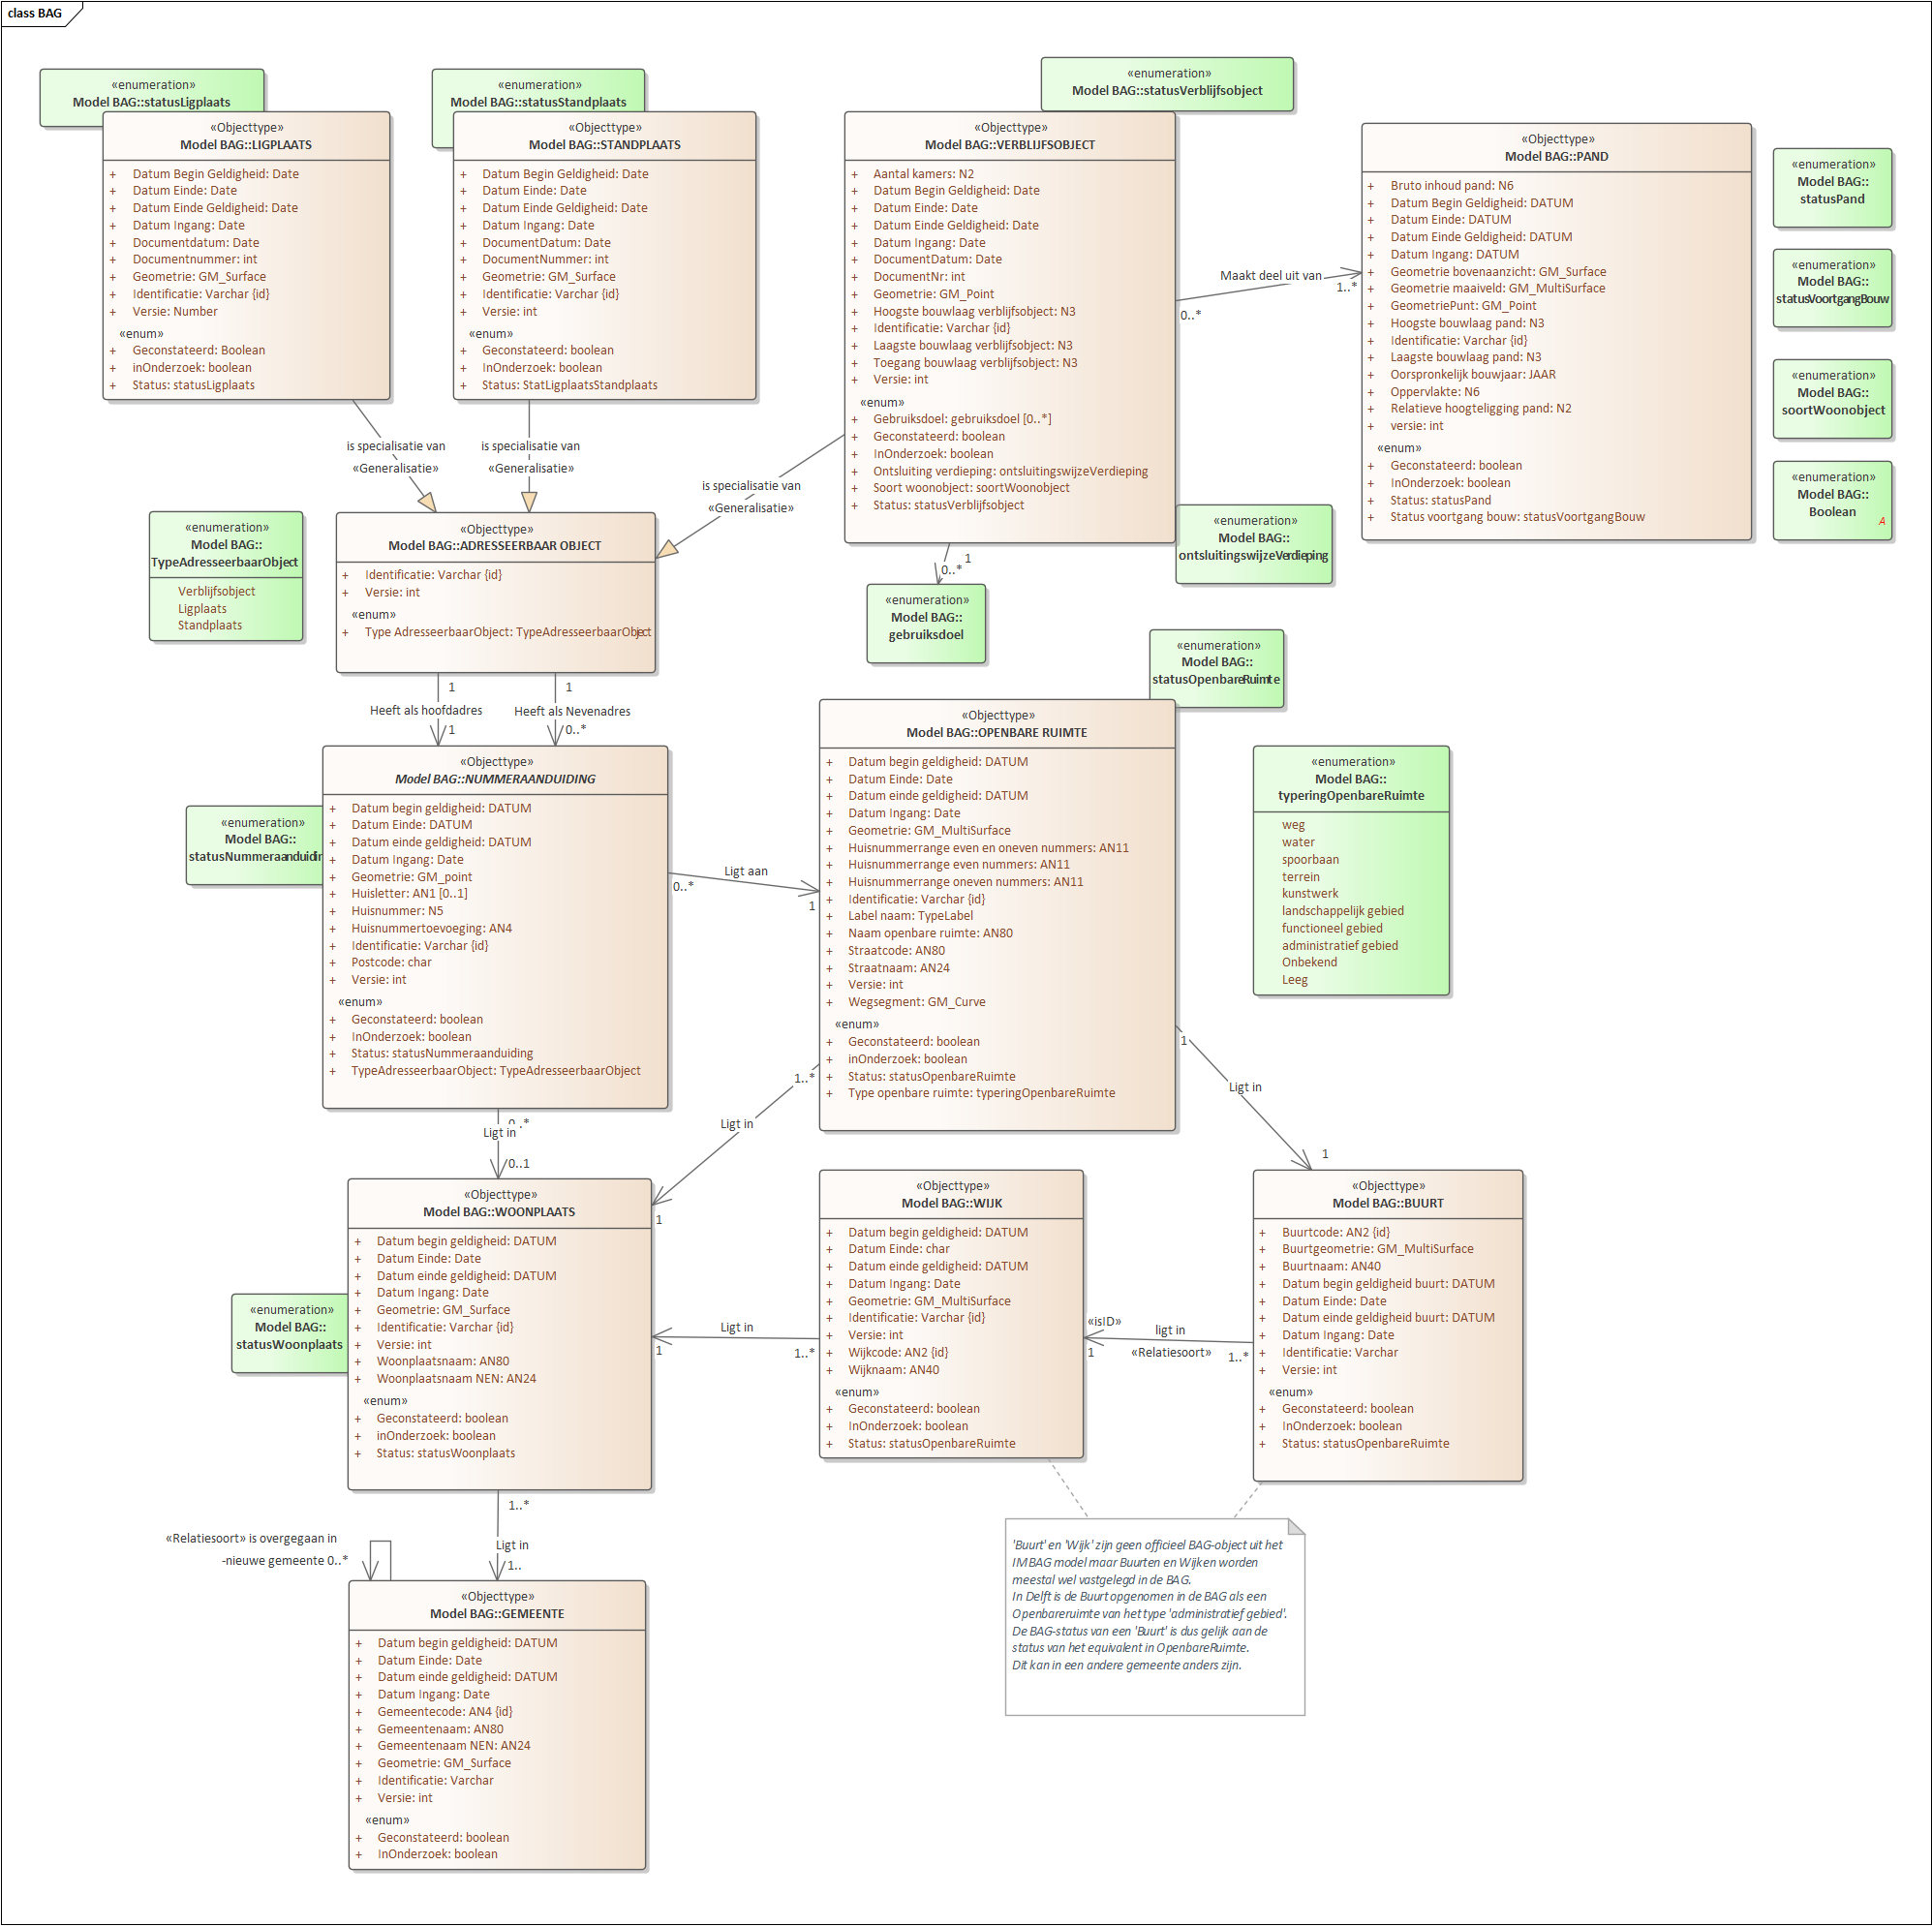 class BAG
«enumeration»
Model BAG::statusLigplaats
«enumeration»
Model BAG::statusStandplaats
«enumeration»
Model BAG::statusVerblijfsobject
«Objecttype»
Model BAG::LIGPLAATS
+ Datum Begin Geldigheid: Date
+ Datum Einde: Date
+ Datum Einde Geldigheid: Date
+ Datum Ingang: Date
+ Documentdatum: Date
+ Documentnummer: int
+ Geometrie: GM_Surface
+ Identificatie: Varchar {id}
+ Versie: Number
«enum»
+ Geconstateerd: Boolean
+ inOnderzoek: boolean
+ Status: statusLigplaats
«Objecttype»
Model BAG::STANDPLAATS
+ Datum Begin Geldigheid: Date
+ Datum Einde: Date
+ Datum Einde Geldigheid: Date
+ Datum Ingang: Date
+ DocumentDatum: Date
+ DocumentNummer: int
+ Geometrie: GM_Surface
+ Identificatie: Varchar {id}
+ Versie: int
«enum»
+ Geconstateerd: boolean
+ InOnderzoek: boolean
+ Status: StatLigplaatsStandplaats
«Objecttype»
Model BAG::VERBLIJFSOBJECT
+ Aantal kamers: N2
+ Datum Begin Geldigheid: Date
+ Datum Einde: Date
+ Datum Einde Geldigheid: Date
+ Datum Ingang: Date
+ DocumentDatum: Date
+ DocumentNr: int
+ Geometrie: GM_Point
+ Hoogste bouwlaag verblijfsobject: N3
+ Identificatie: Varchar {id}
+ Laagste bouwlaag verblijfsobject: N3
+ Toegang bouwlaag verblijfsobject: N3
+ Versie: int
«enum»
+ Gebruiksdoel: gebruiksdoel [0..*]
+ Geconstateerd: boolean
+ InOnderzoek: boolean
+ Ontsluiting verdieping: ontsluitingswijzeVerdieping
+ Soort woonobject: soortWoonobject
+ Status: statusVerblijfsobject
Maakt deel uit van
0..*
1..*
«Objecttype»
Model BAG::PAND
+ Bruto inhoud pand: N6
+ Datum Begin Geldigheid: DATUM
+ Datum Einde: DATUM
+ Datum Einde Geldigheid: DATUM
+ Datum Ingang: DATUM
+ Geometrie bovenaanzicht: GM_Surface
+ Geometrie maaiveld: GM_MultiSurface
+ GeometriePunt: GM_Point
+ Hoogste bouwlaag pand: N3
+ Identificatie: Varchar {id}
+ Laagste bouwlaag pand: N3
+ Oorspronkelijk bouwjaar: JAAR
+ Oppervlakte: N6
+ Relatieve hoogteligging pand: N2
+ versie: int
«enum»
+ Geconstateerd: boolean
+ InOnderzoek: boolean
+ Status: statusPand
+ Status voortgang bouw: statusVoortgangBouw
«enumeration»
Model BAG::
statusPand
«enumeration»
Model BAG::
statusVoortgangBouw
«enumeration»
Model BAG::
soortWoonobject
«enumeration»
Model BAG::
Boolean
A
is specialisatie van
«Generalisatie»
is specialisatie van
«Generalisatie»
is specialisatie van
«Generalisatie»
«enumeration»
Model BAG::
TypeAdresseerbaarObject
Verblijfsobject
Ligplaats
Standplaats
«Objecttype»
Model BAG::ADRESSEERBAAR OBJECT
+ Identificatie: Varchar {id}
+ Versie: int
«enum»
+ Type AdresseerbaarObject: TypeAdresseerbaarObject
«enumeration»
Model BAG::
ontsluitingswijzeVerdieping
1
0..*
«enumeration»
Model BAG::
gebruiksdoel
1
Heeft als hoofdadres
1
1
Heeft als Nevenadres
0..*
«enumeration»
Model BAG::
statusOpenbareRuimte
«enumeration»
Model BAG::
statusNummeraanduidin
«Objecttype»
Model BAG::NUMMERAANDUIDING
+ Datum begin geldigheid: DATUM
+ Datum Einde: DATUM
+ Datum einde geldigheid: DATUM
+ Datum Ingang: Date
+ Geometrie: GM_point
+ Huisletter: AN1 [0..1]
+ Huisnummer: N5
+ Huisnummertoevoeging: AN4
+ Identificatie: Varchar {id}
+ Postcode: char
+ Versie: int
«enum»
+ Geconstateerd: boolean
+ InOnderzoek: boolean
+ Status: statusNummeraanduiding
+ TypeAdresseerbaarObject: TypeAdresseerbaarObject
Ligt aan
0..*
1
«Objecttype»
Model BAG::OPENBARE RUIMTE
+ Datum begin geldigheid: DATUM
+ Datum Einde: Date
+ Datum einde geldigheid: DATUM
+ Datum Ingang: Date
+ Geometrie: GM_MultiSurface
+ Huisnummerrange even en oneven nummers: AN11
+ Huisnummerrange even nummers: AN11
+ Huisnummerrange oneven nummers: AN11
+ Identificatie: Varchar {id}
+ Label naam: TypeLabel
+ Naam openbare ruimte: AN80
+ Straatcode: AN80
+ Straatnaam: AN24
+ Versie: int
+ Wegsegment: GM_Curve
«enum»
+ Geconstateerd: boolean
+ inOnderzoek: boolean
+ Status: statusOpenbareRuimte
+ Type openbare ruimte: typeringOpenbareRuimte
«enumeration»
Model BAG::
typeringOpenbareRuimte
weg
water
spoorbaan
terrein
kunstwerk
landschappelijk gebied
functioneel gebied
administratief gebied
Onbekend
Leeg
0..*
Ligt in
0..1
1..*
Ligt in
1
1
Ligt in
1
«enumeration»
Model BAG::
statusWoonplaats
«Objecttype»
Model BAG::WOONPLAATS
+ Datum begin geldigheid: DATUM
+ Datum Einde: Date
+ Datum einde geldigheid: DATUM
+ Datum Ingang: Date
+ Geometrie: GM_Surface
+ Identificatie: Varchar {id}
+ Versie: int
+ Woonplaatsnaam: AN80
+ Woonplaatsnaam NEN: AN24
«enum»
+ Geconstateerd: boolean
+ inOnderzoek: boolean
+ Status: statusWoonplaats
Ligt in
1
1..*
«Objecttype»
Model BAG::WIJK
+ Datum begin geldigheid: DATUM
+ Datum Einde: char
+ Datum einde geldigheid: DATUM
+ Datum Ingang: Date
+ Geometrie: GM_MultiSurface
+ Identificatie: Varchar {id}
+ Versie: int
+ Wijkcode: AN2 {id}
+ Wijknaam: AN40
«enum»
+ Geconstateerd: boolean
+ InOnderzoek: boolean
+ Status: statusOpenbareRuimte
«isID»
ligt in
1
«Relatiesoort»
1..*
«Objecttype»
Model BAG::BUURT
+ Buurtcode: AN2 {id}
+ Buurtgeometrie: GM_MultiSurface
+ Buurtnaam: AN40
+ Datum begin geldigheid buurt: DATUM
+ Datum Einde: Date
+ Datum einde geldigheid buurt: DATUM
+ Datum Ingang: Date
+ Identificatie: Varchar
+ Versie: int
«enum»
+ Geconstateerd: boolean
+ InOnderzoek: boolean
+ Status: statusOpenbareRuimte
1..*
Ligt in
1..
«Relatiesoort» is overgegaan in
-nieuwe gemeente 0..*
«Objecttype»
Model BAG::GEMEENTE
+ Datum begin geldigheid: DATUM
+ Datum Einde: Date
+ Datum einde geldigheid: DATUM
+ Datum Ingang: Date
+ Gemeentecode: AN4 {id}
+ Gemeentenaam: AN80
+ Gemeentenaam NEN: AN24
+ Geometrie: GM_Surface
+ Identificatie: Varchar
+ Versie: int
«enum»
+ Geconstateerd: boolean
+ InOnderzoek: boolean
'Buurt' en 'Wijk' zijn geen officieel BAG-object uit het
IMBAG model maar Buurten en Wijken worden
meestal wel vastgelegd in de BAG.
In Delft is de Buurt opgenomen in de BAG als een
Openbareruimte van het type 'administratief gebied'.
De BAG-status van een 'Buurt' is dus gelijk aan de
status van het equivalent in OpenbareRuimte.
Dit kan in een andere gemeente anders zijn.